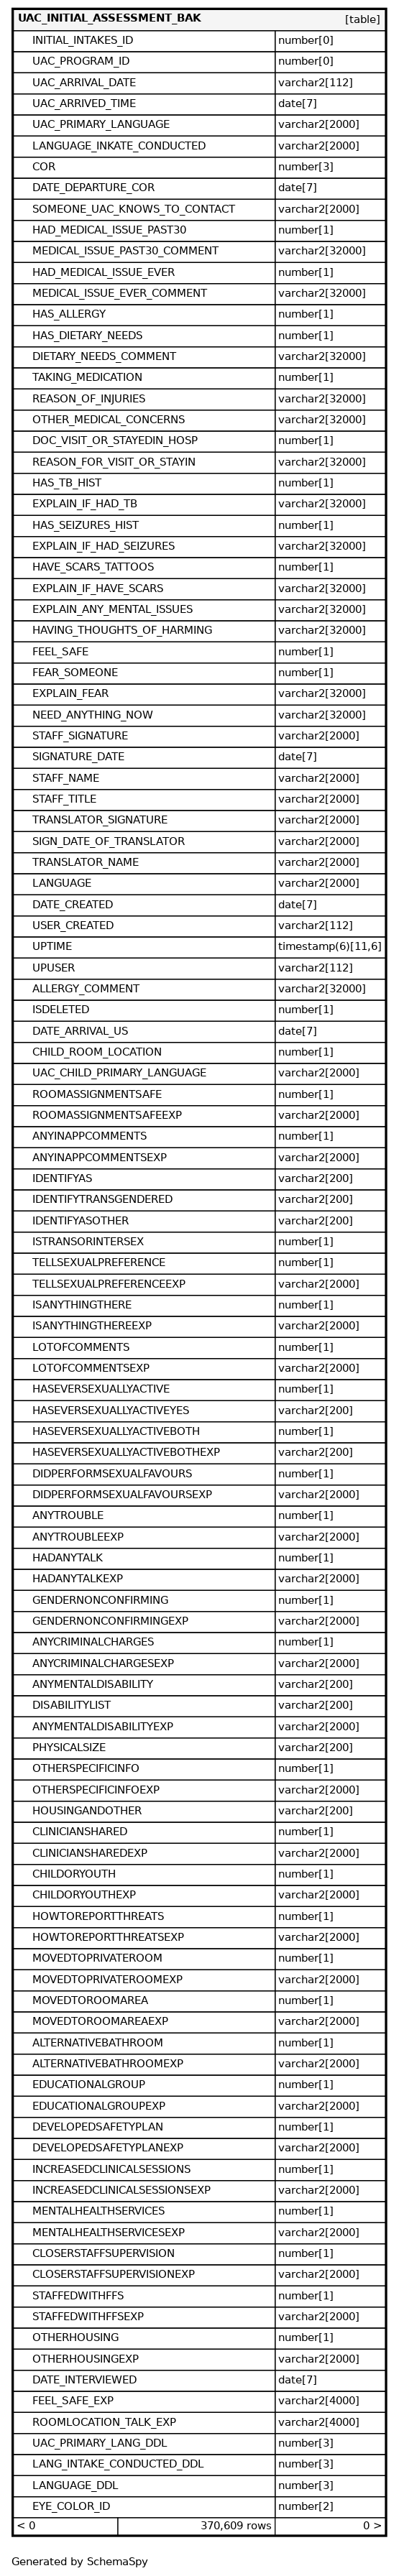 UAC_INITIAL_ASSESSMENT_BAK [table]
INITIAL_INTAKES_ID number[0]
UAC_PROGRAM_ID number[0]
UAC_ARRIVAL_DATE varchar2[112]
UAC_ARRIVED_TIME date[7]
UAC_PRIMARY_LANGUAGE varchar2[2000]
LANGUAGE_INKATE_CONDUCTED varchar2[2000]
COR number[3]
DATE_DEPARTURE_COR date[7]
SOMEONE_UAC_KNOWS_TO_CONTACT varchar2[2000]
HAD_MEDICAL_ISSUE_PAST30 number[1]
MEDICAL_ISSUE_PAST30_COMMENT varchar2[32000]
HAD_MEDICAL_ISSUE_EVER number[1]
MEDICAL_ISSUE_EVER_COMMENT varchar2[32000]
HAS_ALLERGY number[1]
HAS_DIETARY_NEEDS number[1]
DIETARY_NEEDS_COMMENT varchar2[32000]
TAKING_MEDICATION number[1]
REASON_OF_INJURIES varchar2[32000]
OTHER_MEDICAL_CONCERNS varchar2[32000]
DOC_VISIT_OR_STAYEDIN_HOSP number[1]
REASON_FOR_VISIT_OR_STAYIN varchar2[32000]
HAS_TB_HIST number[1]
EXPLAIN_IF_HAD_TB varchar2[32000]
HAS_SEIZURES_HIST number[1]
EXPLAIN_IF_HAD_SEIZURES varchar2[32000]
HAVE_SCARS_TATTOOS number[1]
EXPLAIN_IF_HAVE_SCARS varchar2[32000]
EXPLAIN_ANY_MENTAL_ISSUES varchar2[32000]
HAVING_THOUGHTS_OF_HARMING varchar2[32000]
FEEL_SAFE number[1]
FEAR_SOMEONE number[1]
EXPLAIN_FEAR varchar2[32000]
NEED_ANYTHING_NOW varchar2[32000]
STAFF_SIGNATURE varchar2[2000]
SIGNATURE_DATE date[7]
STAFF_NAME varchar2[2000]
STAFF_TITLE varchar2[2000]
TRANSLATOR_SIGNATURE varchar2[2000]
SIGN_DATE_OF_TRANSLATOR varchar2[2000]
TRANSLATOR_NAME varchar2[2000]
LANGUAGE varchar2[2000]
DATE_CREATED date[7]
USER_CREATED varchar2[112]
UPTIME timestamp(6)[11,6]
UPUSER varchar2[112]
ALLERGY_COMMENT varchar2[32000]
ISDELETED number[1]
DATE_ARRIVAL_US date[7]
CHILD_ROOM_LOCATION number[1]
UAC_CHILD_PRIMARY_LANGUAGE varchar2[2000]
ROOMASSIGNMENTSAFE number[1]
ROOMASSIGNMENTSAFEEXP varchar2[2000]
ANYINAPPCOMMENTS number[1]
ANYINAPPCOMMENTSEXP varchar2[2000]
IDENTIFYAS varchar2[200]
IDENTIFYTRANSGENDERED varchar2[200]
IDENTIFYASOTHER varchar2[200]
ISTRANSORINTERSEX number[1]
TELLSEXUALPREFERENCE number[1]
TELLSEXUALPREFERENCEEXP varchar2[2000]
ISANYTHINGTHERE number[1]
ISANYTHINGTHEREEXP varchar2[2000]
LOTOFCOMMENTS number[1]
LOTOFCOMMENTSEXP varchar2[2000]
HASEVERSEXUALLYACTIVE number[1]
HASEVERSEXUALLYACTIVEYES varchar2[200]
HASEVERSEXUALLYACTIVEBOTH number[1]
HASEVERSEXUALLYACTIVEBOTHEXP varchar2[200]
DIDPERFORMSEXUALFAVOURS number[1]
DIDPERFORMSEXUALFAVOURSEXP varchar2[2000]
ANYTROUBLE number[1]
ANYTROUBLEEXP varchar2[2000]
HADANYTALK number[1]
HADANYTALKEXP varchar2[2000]
GENDERNONCONFIRMING number[1]
GENDERNONCONFIRMINGEXP varchar2[2000]
ANYCRIMINALCHARGES number[1]
ANYCRIMINALCHARGESEXP varchar2[2000]
ANYMENTALDISABILITY varchar2[200]
DISABILITYLIST varchar2[200]
ANYMENTALDISABILITYEXP varchar2[2000]
PHYSICALSIZE varchar2[200]
OTHERSPECIFICINFO number[1]
OTHERSPECIFICINFOEXP varchar2[2000]
HOUSINGANDOTHER varchar2[200]
CLINICIANSHARED number[1]
CLINICIANSHAREDEXP varchar2[2000]
CHILDORYOUTH number[1]
CHILDORYOUTHEXP varchar2[2000]
HOWTOREPORTTHREATS number[1]
HOWTOREPORTTHREATSEXP varchar2[2000]
MOVEDTOPRIVATEROOM number[1]
MOVEDTOPRIVATEROOMEXP varchar2[2000]
MOVEDTOROOMAREA number[1]
MOVEDTOROOMAREAEXP varchar2[2000]
ALTERNATIVEBATHROOM number[1]
ALTERNATIVEBATHROOMEXP varchar2[2000]
EDUCATIONALGROUP number[1]
EDUCATIONALGROUPEXP varchar2[2000]
DEVELOPEDSAFETYPLAN number[1]
DEVELOPEDSAFETYPLANEXP varchar2[2000]
INCREASEDCLINICALSESSIONS number[1]
INCREASEDCLINICALSESSIONSEXP varchar2[2000]
MENTALHEALTHSERVICES number[1]
MENTALHEALTHSERVICESEXP varchar2[2000]
CLOSERSTAFFSUPERVISION number[1]
CLOSERSTAFFSUPERVISIONEXP varchar2[2000]
STAFFEDWITHFFS number[1]
STAFFEDWITHFFSEXP varchar2[2000]
OTHERHOUSING number[1]
OTHERHOUSINGEXP varchar2[2000]
DATE_INTERVIEWED date[7]
FEEL_SAFE_EXP varchar2[4000]
ROOMLOCATION_TALK_EXP varchar2[4000]
UAC_PRIMARY_LANG_DDL number[3]
LANG_INTAKE_CONDUCTED_DDL number[3]
LANGUAGE_DDL number[3]
EYE_COLOR_ID number[2]
< 0 370,609 rows 0 >
Generated by SchemaSpy